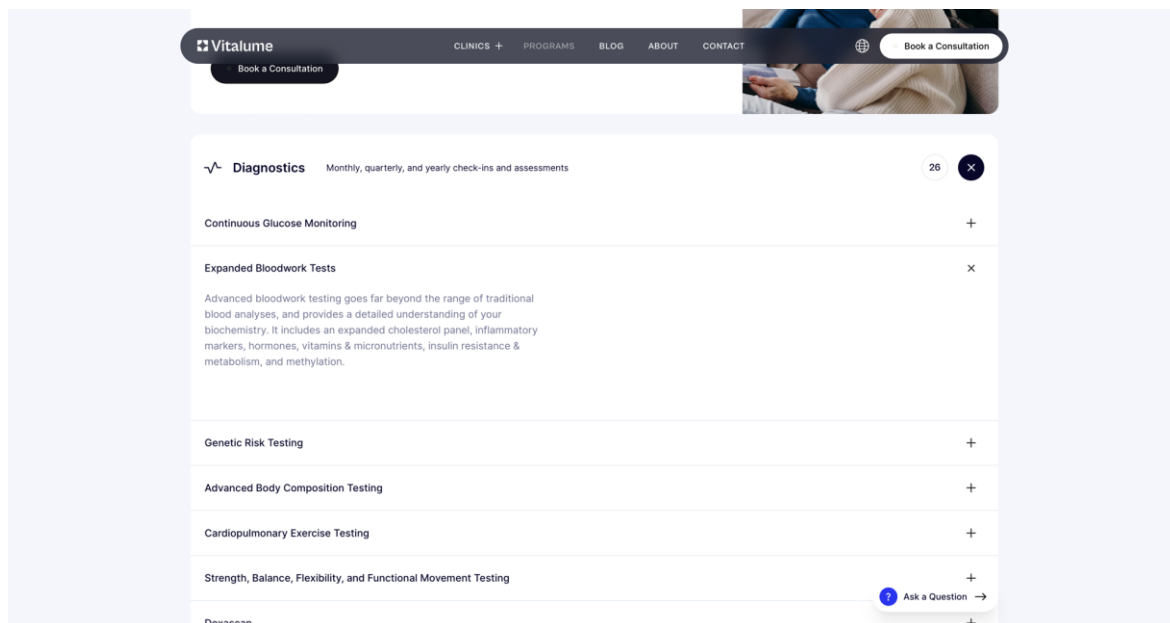 Vitalume
CLINICS +
PROGRAMS
BLOG
ABOUT
CONTACT
Book a Consultation
Book a Consultation
Diagnostics
Monthly, quarterly, and yearly check-ins and assessments
26
Continuous Glucose Monitoring
Expanded Bloodwork Tests
Advanced bloodwork testing goes far beyond the range of traditional
blood analyses, and provides a detailed understanding of your
biochemistry. It includes an expanded cholesterol panel, inflammatory
markers, hormones, vitamins & micronutrients, insulin resistance &
metabolism, and methylation.
Genetic Risk Testing
Advanced Body Composition Testing
Cardiopulmonary Exercise Testing
Strength, Balance, Flexibility, and Functional Movement Testing
? Ask a Question →
Dexascan